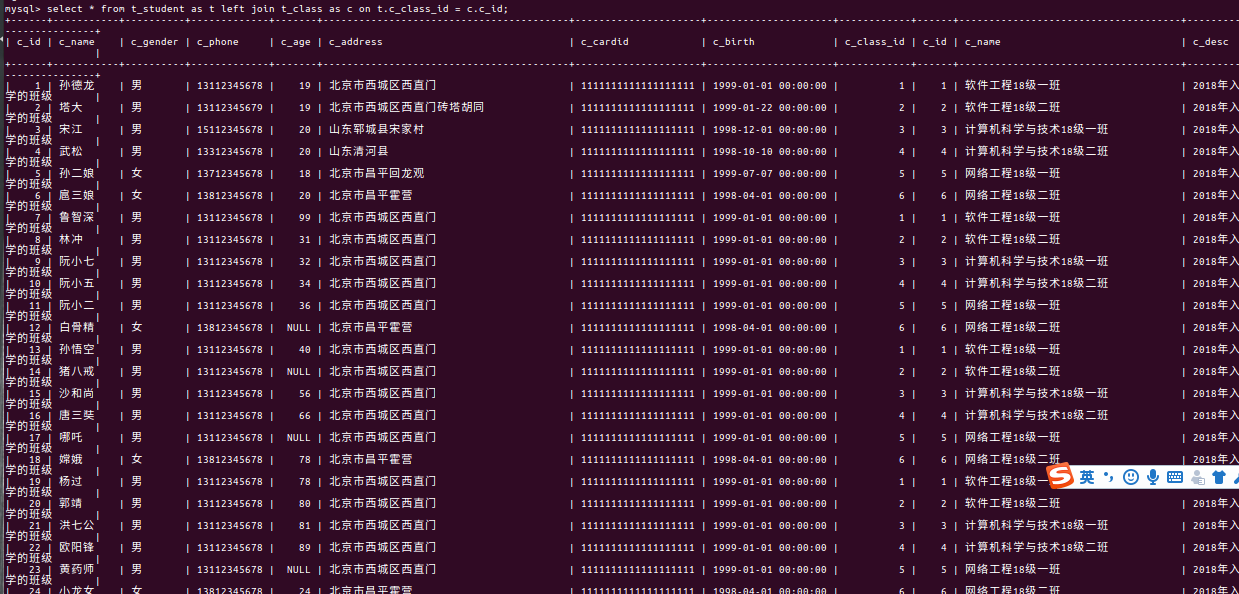 mysql> select * from t_student as t left join t_class as c on t.c_class_id = c.c_id;
| c_id | c_name | c_gender | c_phone | c_age | c_address | c_cardid | c_birth | c_class_id | c_id | c_name | c_desc
|
| 1 | 孙德龙 | 男 | 13112345678 | 19 | 北京市西城区西直门 | 111111111111111111 | 1999-01-01 00:00:00 | 1 | 1 | 软件工程18级一班 | 2018年入
学的班级 |
| 2 | 塔大 | 男 | 13112345679 | 19 | 北京市西城区西直门砖塔胡同 | 111111111111111111 | 1999-01-22 00:00:00 | 2 | 2 | 软件工程18级二班 | 2018年入
学的班级 |
| 3 | 宋江 | 男 | 15112345678 | 20 | 山东郓城县宋家村 | 111111111111111111 | 1998-12-01 00:00:00 | 3 | 3 | 计算机科学与技术18级一班 | 2018年入
学的班级 |
| 4 | 武松 | 男 | 13312345678 | 20 | 山东清河县 | 111111111111111111 | 1998-10-10 00:00:00 | 4 | 4 | 计算机科学与技术18级二班 | 2018年入
学的班级 |
| 5 | 孙二娘 | 女 | 13712345678 | 18 | 北京市昌平回龙观 | 111111111111111111 | 1999-07-07 00:00:00 | 5 | 5 | 网络工程18级一班 | 2018年入
学的班级 |
| 6 | 扈三娘 | 女 | 13812345678 | 20 | 北京市昌平霍营 | 111111111111111111 | 1998-04-01 00:00:00 | 6 | 6 | 网络工程18级二班 | 2018年入
学的班级 |
| 7 | 鲁智深 | 男 | 13112345678 | 99 | 北京市西城区西直门 | 111111111111111111 | 1999-01-01 00:00:00 | 1 | 1 | 软件工程18级一班 | 2018年入
学的班级 |
| 8 | 林冲 | 男 | 13112345678 | 31 | 北京市西城区西直门 | 111111111111111111 | 1999-01-01 00:00:00 | 2 | 2 | 软件工程18级二班 | 2018年入
学的班级 |
| 9 | 阮小七 | 男 | 13112345678 | 32 | 北京市西城区西直门 | 111111111111111111 | 1999-01-01 00:00:00 | 3 | 3 | 计算机科学与技术18级一班 | 2018年入
学的班级 |
| 10 | 阮小五 | 男 | 13112345678 | 34 | 北京市西城区西直门 | 111111111111111111 | 1999-01-01 00:00:00 | 4 | 4 | 计算机科学与技术18级二班 | 2018年入
学的班级 |
| 11 | 阮小二 | 男 | 13112345678 | 36 | 北京市西城区西直门 | 111111111111111111 | 1999-01-01 00:00:00 | 5 | 5 | 网络工程18级一班 | 2018年入
学的班级 |
| 12 | 白骨精 | 女 | 13812345678 | NULL | 北京市昌平霍营 | 111111111111111111 | 1998-04-01 00:00:00 | 6 | 6 | 网络工程18级二班 | 2018年入
学的班级 |
| 13 | 孙悟空 | 男 | 13112345678 | 40 | 北京市西城区西直门 | 111111111111111111 | 1999-01-01 00:00:00 | 1 | 1 | 软件工程18级一班 | 2018年入
学的班级 |
| 14 | 猪八戒 | 男 | 13112345678 | NULL | 北京市西城区西直门 | 111111111111111111 | 1999-01-01 00:00:00 | 2 | 2 | 软件工程18级二班 | 2018年入
学的班级 |
| 15 | 沙和尚 | 男 | 13112345678 | 56 | 北京市西城区西直门 | 111111111111111111 | 1999-01-01 00:00:00 | 3 | 3 | 计算机科学与技术18级一班 | 2018年入
学的班级 |
| 16 | 唐三奘 | 男 | 13112345678 | 66 | 北京市西城区西直门 | 111111111111111111 | 1999-01-01 00:00:00 | 4 | 4 | 计算机科学与技术18级二班 | 2018年入
学的班级 |
| 17 | 哪吒 | 男 | 13112345678 | NULL | 北京市西城区西直门 | 111111111111111111 | 1999-01-01 00:00:00 | 5 | 5 | 网络工程18级一班 | 2018年入
学的班级 |
| 18 | 嫦娥 | 女 | 13812345678 | 78 | 北京市昌平霍营 | 111111111111111111 | 1998-04-01 00:00:00 | 6 | 6 | 网络工程18级二班 | 2018年入
学的班级 |
| 19 | 杨过 | 男 | 13112345678 | 78 | 北京市西城区西直门 | 111111111111111111 | 1999-01-01 00:00:00 | 1 | 1 | 软件工程18级一 英
学的班级 |
| 20 | 郭靖 | 男 | 13112345678 | 80 | 北京市西城区西直门 | 111111111111111111 | 1999-01-01 00:00:00 | 2 | 2 | 软件工程18级二班 | 2018年入
学的班级 |
| 21 | 洪七公 | 男 | 13112345678 | 81 | 北京市西城区西直门 | 111111111111111111 | 1999-01-01 00:00:00 | 3 | 3 | 计算机科学与技术18级一班 | 2018年入
学的班级 |
| 22 | 欧阳锋 | 男 | 13112345678 | 89 | 北京市西城区西直门 | 111111111111111111 | 1999-01-01 00:00:00 | 4 | 4 | 计算机科学与技术18级二班 | 2018年入
学的班级 |
| 23 | 黄药师 | 男 | 13112345678 | NULL | 北京市西城区西直门 | 111111111111111111 | 1999-01-01 00:00:00 | 5 | 5 | 网络工程18级一班 | 2018年入
学的班级 |
| 24 | 小龙女 | 女 | 13812345678 | 24 | 北京市昌平霍营 | 111111111111111111 | 1998-04-01 00:00:00 | 6 | 6 | 网络工程18级二班 | 2018年入